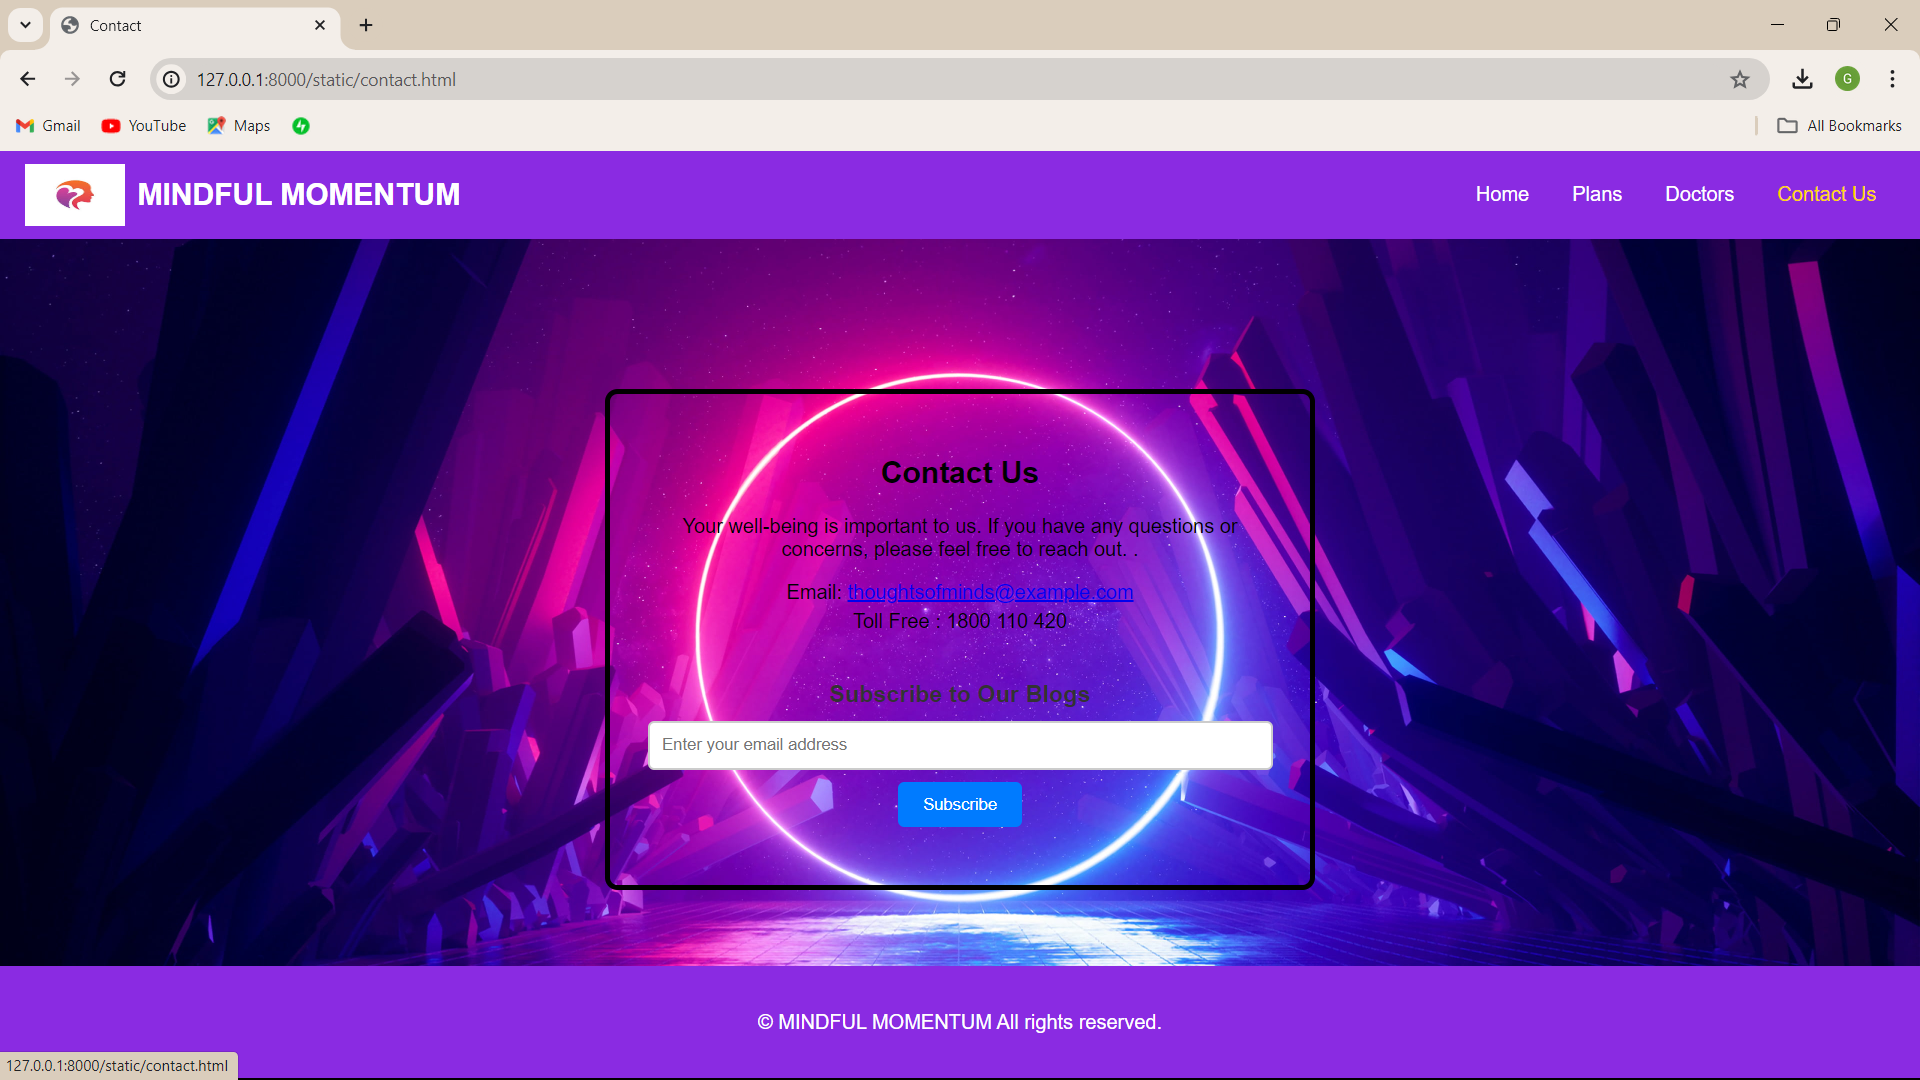 Contact
127.0.0.1:8000/static/contact.html
Gmail YouTube Maps All Bookmarks
MINDFUL MOMENTUM Home Plans Doctors Contact Us
Contact Us
Your well-being is important to us. If you have any questions or
concerns, please feel free to reach out. .
Email: thoughtsofminds@example.com
Toll Free : 1800 110 420
Subscribe to Our Blogs
Enter your email address
Subscribe
© MINDFUL MOMENTUM All rights reserved.
127.0.0.1:8000/static/contact.html
G